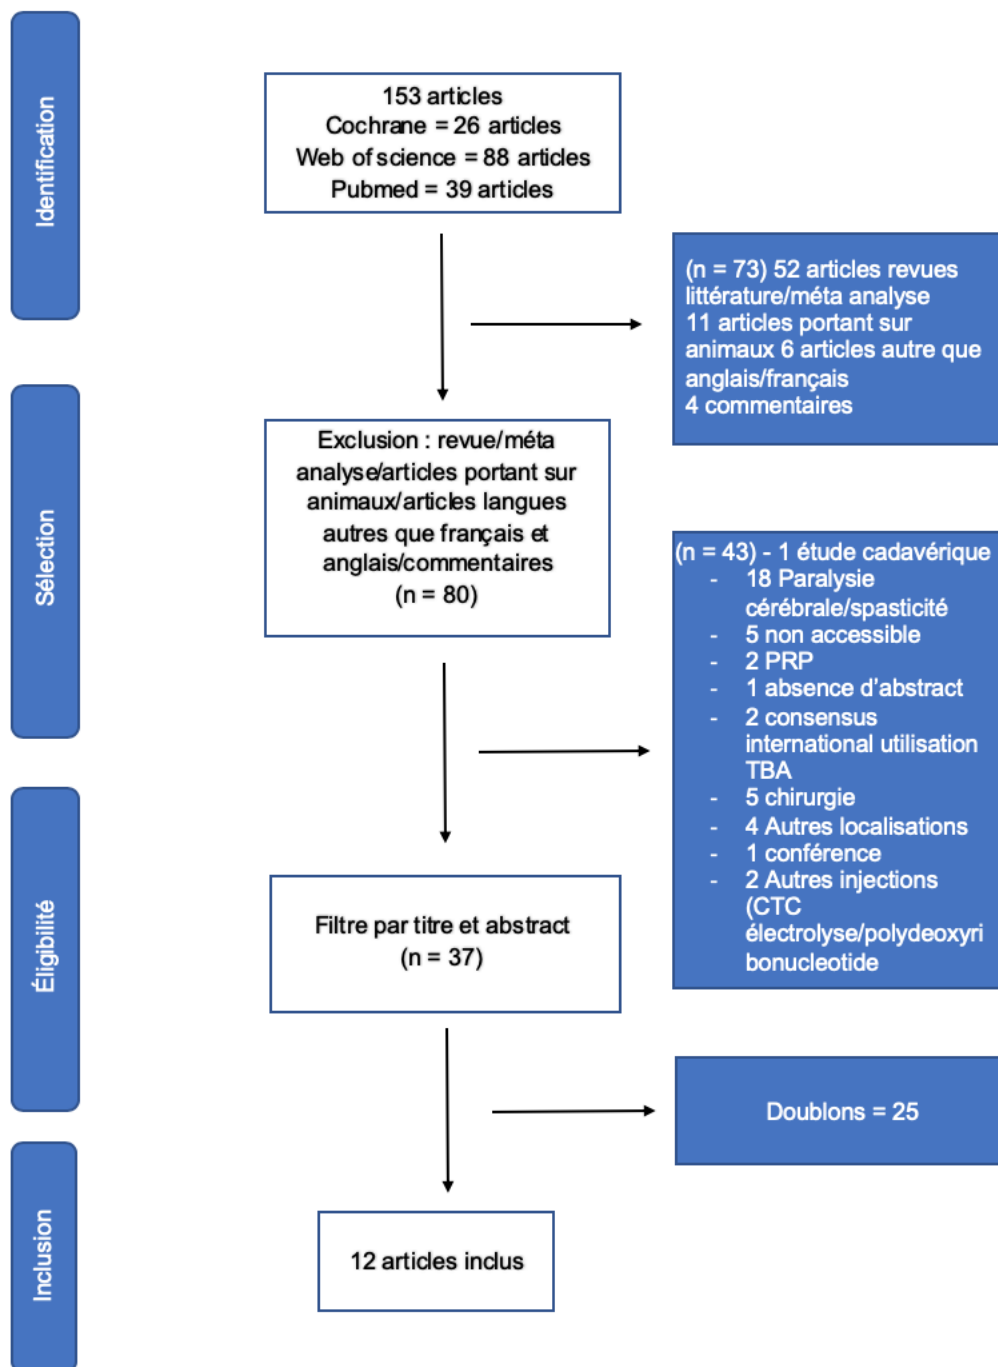 Identification
153 articles
Cochrane = 26 articles
Web of science = 88 articles
Pubmed = 39 articles
(n = 73) 52 articles revues
littérature/méta analyse
11 articles portant sur
animaux 6 articles autre que
anglais/français
4 commentaires
Sélection
Exclusion : revue/méta
analyse/articles portant sur
animaux/articles langues
autres que français et
anglais/commentaires
(n = 80)
(n = 43) - 1 étude cadavérique
- 18 Paralysie
cérébrale/spasticité
- 5 non accessible
- 2 PRP
- 1 absence d'abstract
- 2 consensus
international utilisation
TBA
- 5 chirurgie
- 4 Autres localisations
- 1 conférence
- 2 Autres injections
(CTC
électrolyse/polydeoxyri
bonucleotide
Éligibilité
Filtre par titre et abstract
(n = 37)
Doublons = 25
Inclusion
12 articles inclus